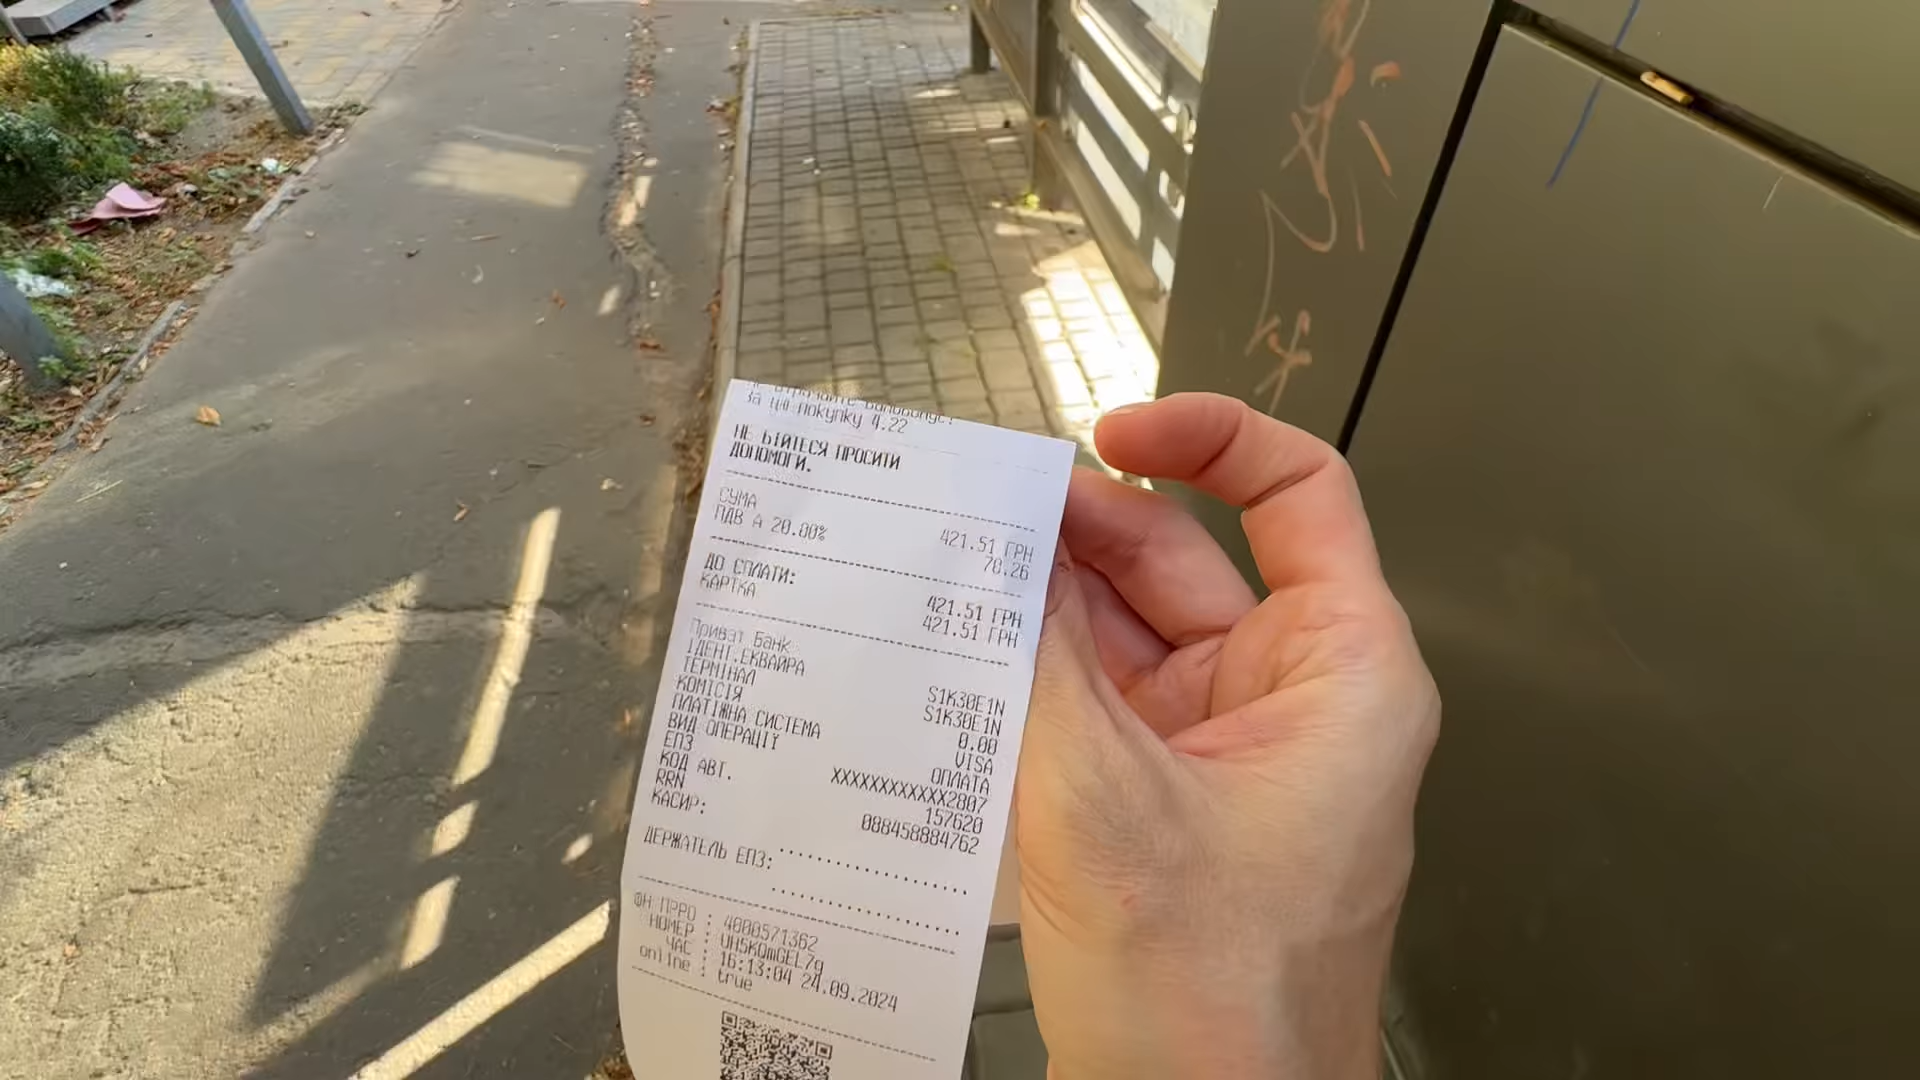 за цю покупку 4.22
НЕ БІЙТЕСЯ ПРОСИТИ
ДОПОМОГИ.
СУМА 421.51 ГРН
ПДВ А 20.00% 70.26
ДО СПЛАТИ: 421.51 ГРН
КАРТКА 421.51 ГРН
Приват Банк
ІДЕНТ.ЕКВАЙРА S1K30E1N
ТЕРМІНАЛ S1K30E1N
КОМІСІЯ 0.00
ПЛАТІЖНА СИСТЕМА VISA
ВИД ОПЕРАЦІЇ ОПЛАТА
ЕПЗ XXXXXXXXXXXX2807
КОД АВТ. 157620
RRN 088458884762
КАСИР: ....................
ДЕРЖАТЕЛЬ ЕПЗ: ....................
ФН ПРРО : 4000571362
НОМЕР : UH5KQmGEL7g
ЧАС : 16:13:04 24.09.2024
online : true